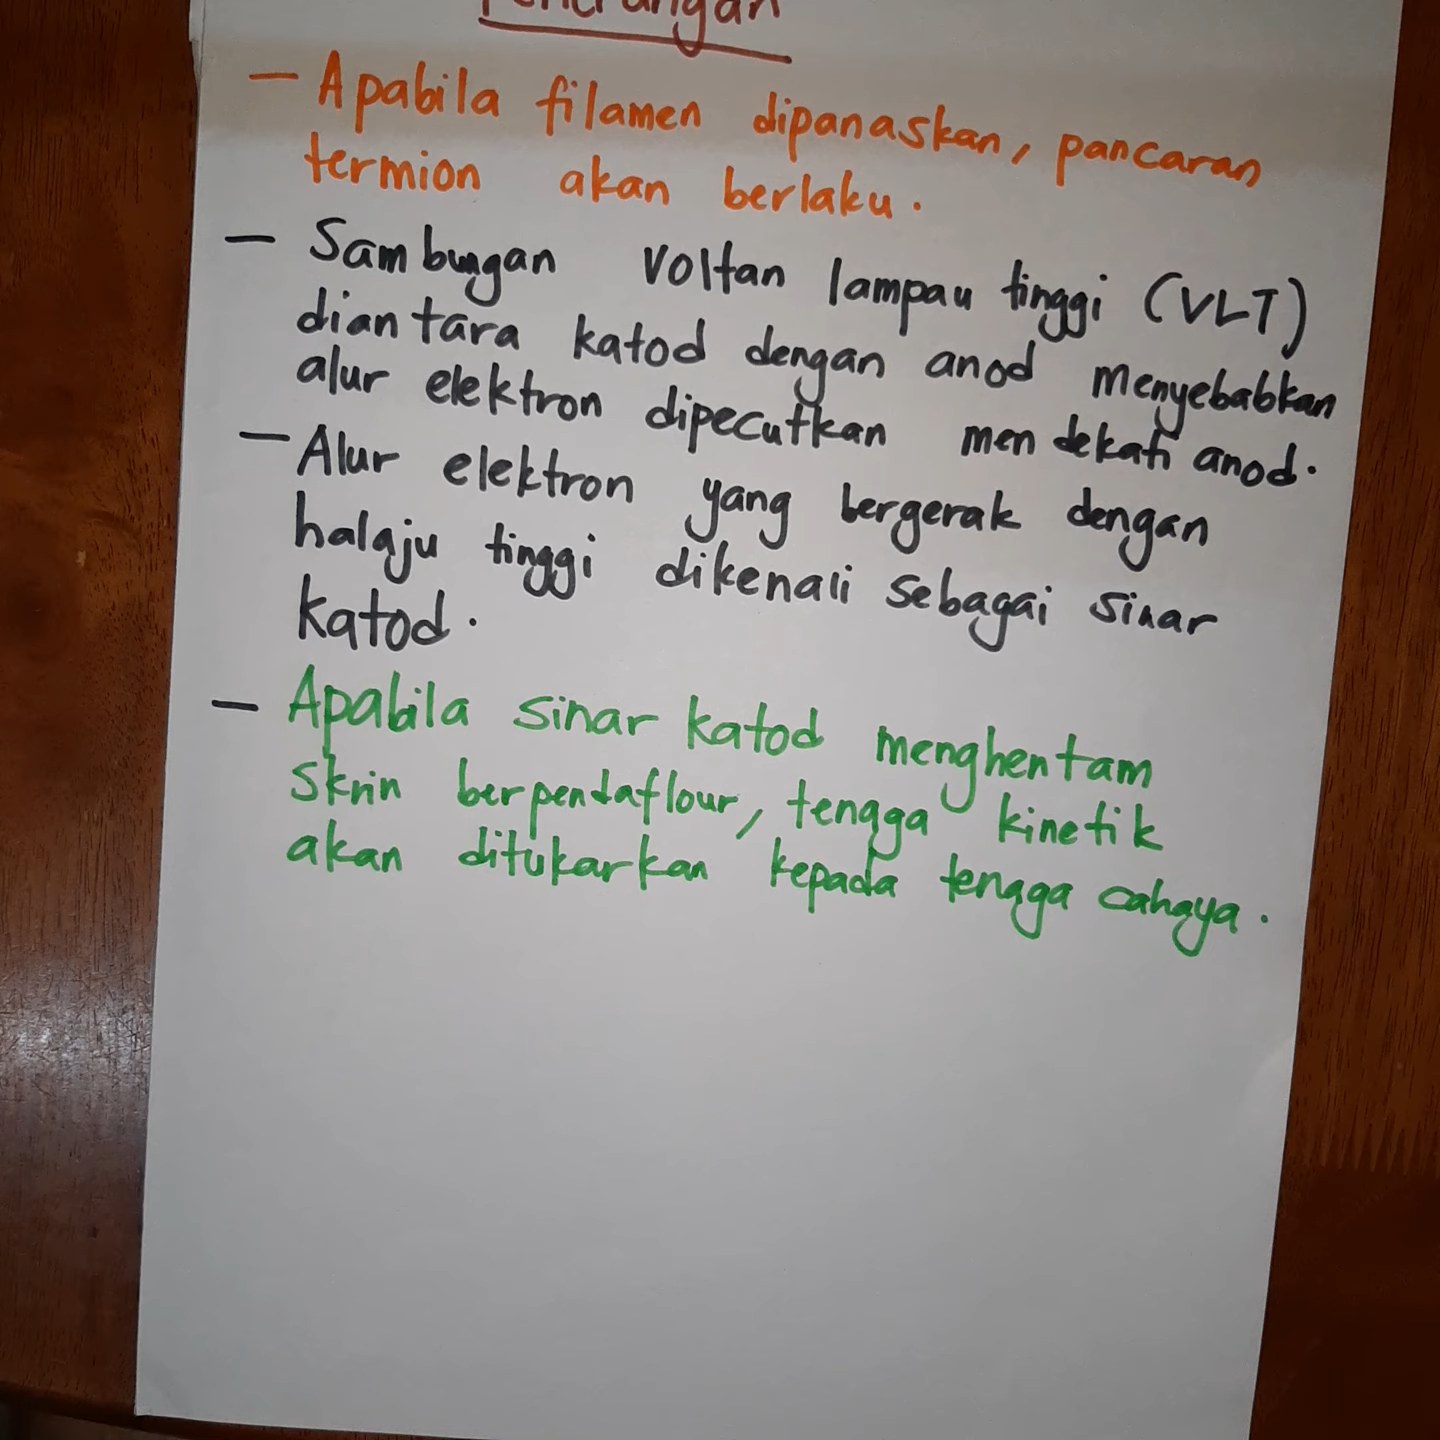 Penerangan
- Apabila filamen dipanaskan, pancaran
termion akan berlaku.
- Sambungan voltan lampau tinggi (VLT)
diantara katod dengan anod menyebabkan
alur elektron dipecutkan mendekati anod.
- Alur elektron yang bergerak dengan
halaju tinggi dikenali sebagai sinar
katod.
- Apabila sinar katod menghentam
skrin berpendaflour, tenaga kinetik
akan ditukarkan kepada tenaga cahaya.